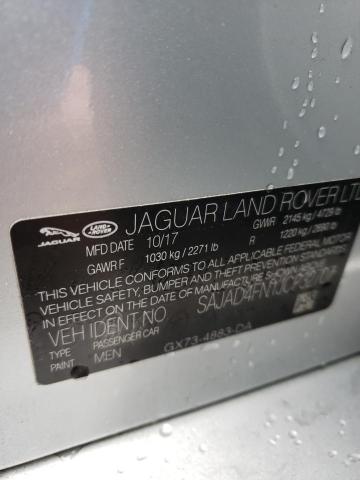 JAGUAR LAND ROVER LTD
JAGUAR
LAND ROVER
MFD DATE 10/17 GVWR 2145 kg / 4729 lb
GAWR F 1030 kg / 2271 lb R 1220 kg / 2690 lb
THIS VEHICLE CONFORMS TO ALL APPLICABLE FEDERAL MOTOR
VEHICLE SAFETY, BUMPER, AND THEFT PREVENTION STANDARDS
IN EFFECT ON THE DATE OF MANUFACTURE SHOWN
VEH IDENT NO
TYPE PASSENGER CAR
PAINT MEN
GX73-4883-DA